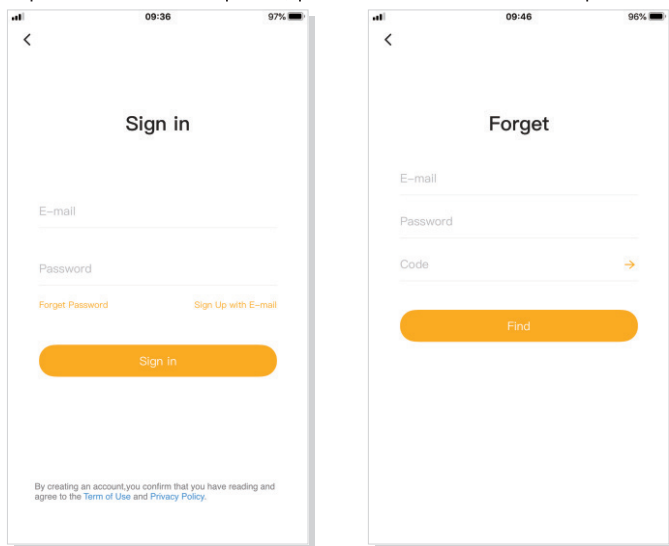 09:36
97%
Sign in
E-mail
Password
Forget Password
Sign Up with E-mail
Sign in
By creating an account,you confirm that you have reading and
agree to the Term of Use and Privacy Policy.
09:46
96%
Forget
E-mail
Password
Code
Find